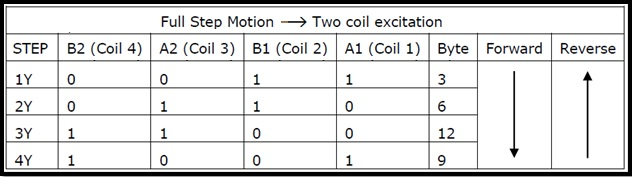 Full Step Motion → Two coil excitation
STEP B2 (Coil 4) A2 (Coil 3) B1 (Coil 2) A1 (Coil 1) Byte Forward Reverse
1Y 0 0 1 1 3
2Y 0 1 1 0 6
3Y 1 1 0 0 12
4Y 1 0 0 1 9